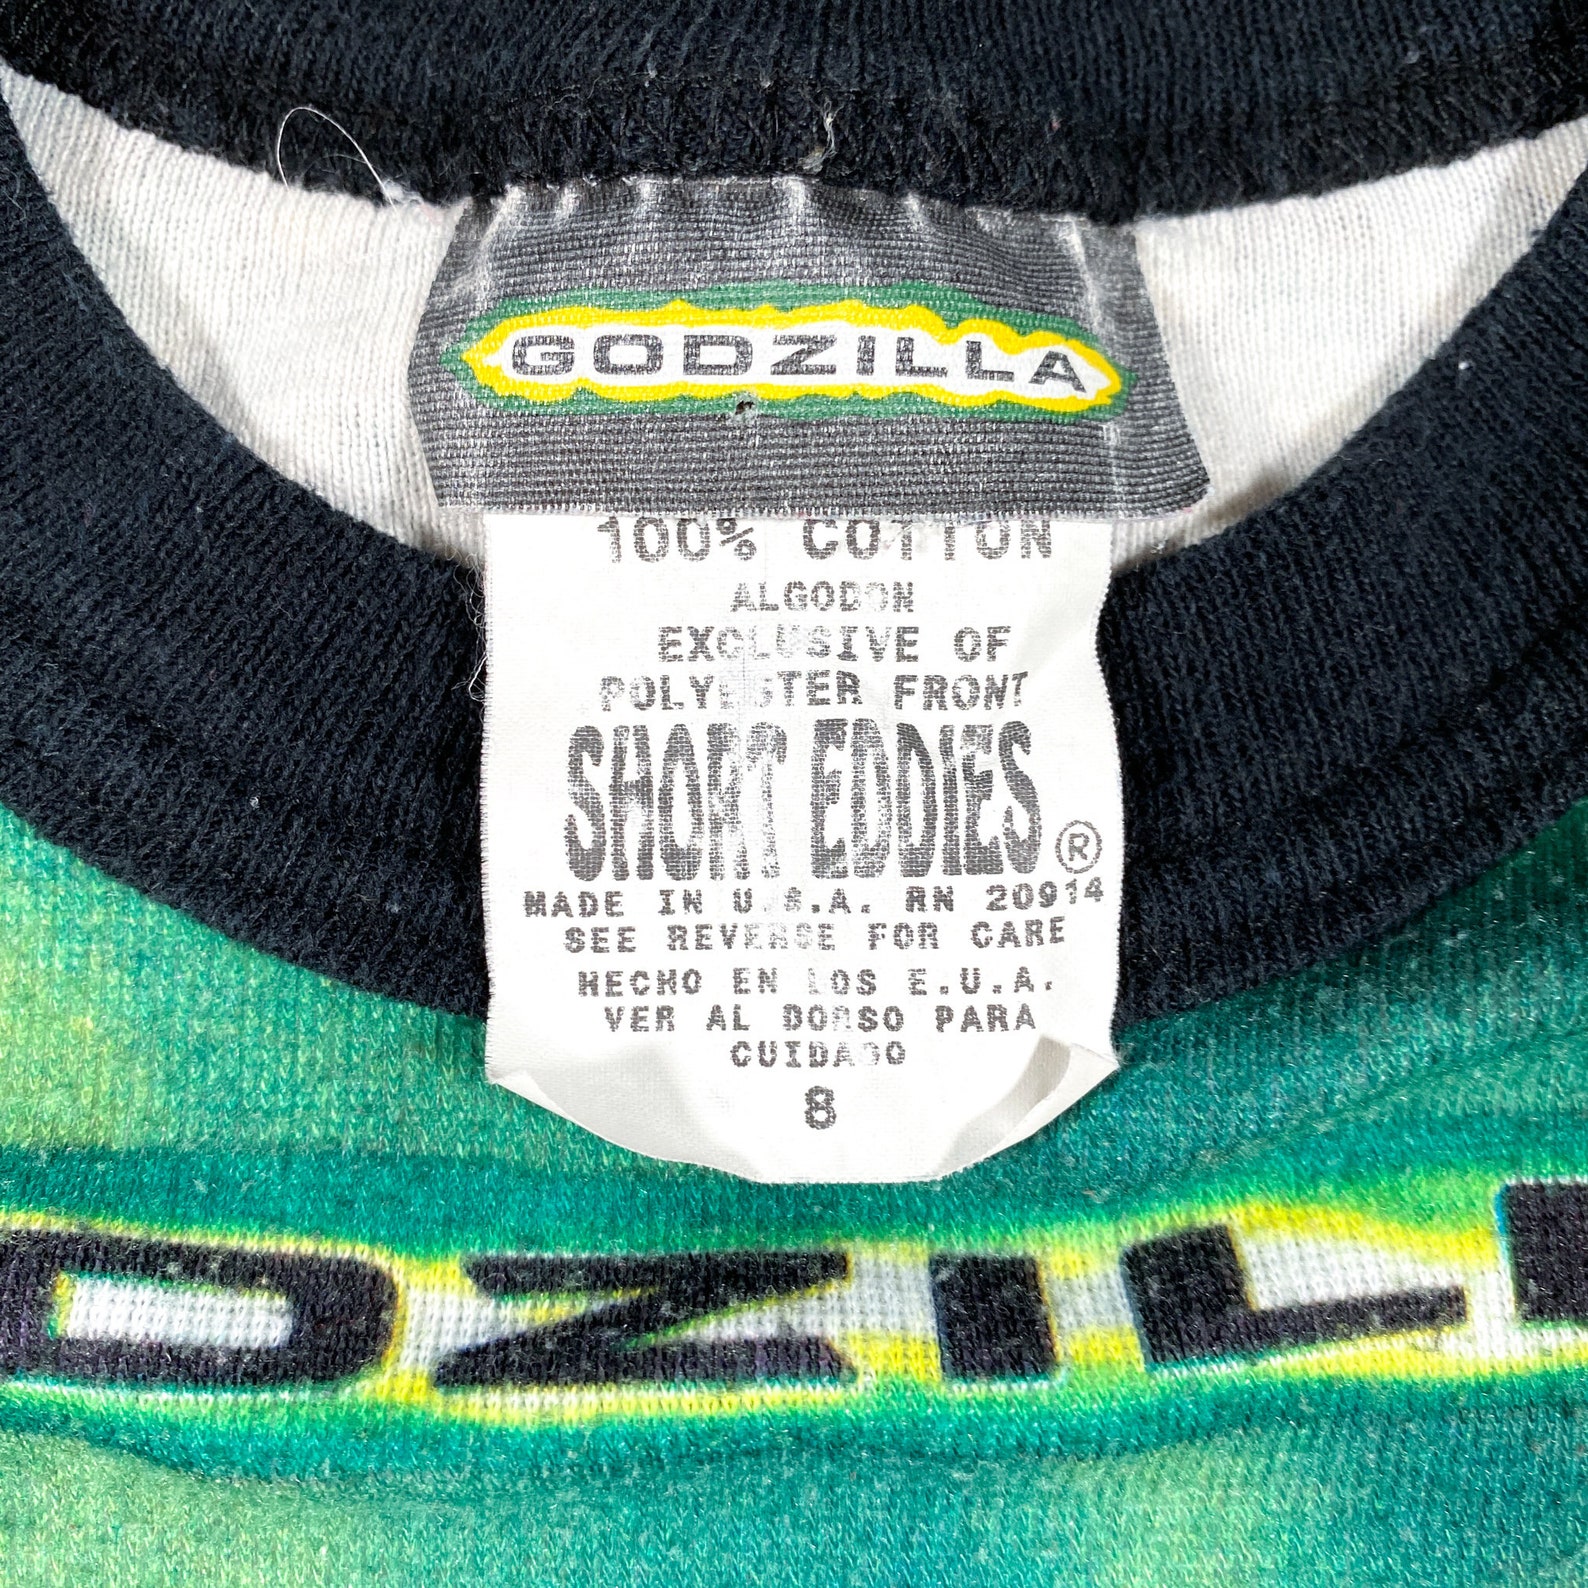 GODZILLA
100% COTTON
ALGODON
EXCLUSIVE OF
POLYESTER FRONT
SHORT EDDIES ®
MADE IN U.S.A. RN 20914
SEE REVERSE FOR CARE
HECHO EN LOS E.U.A.
VER AL DORSO PARA
CUIDADO
8
DZILL